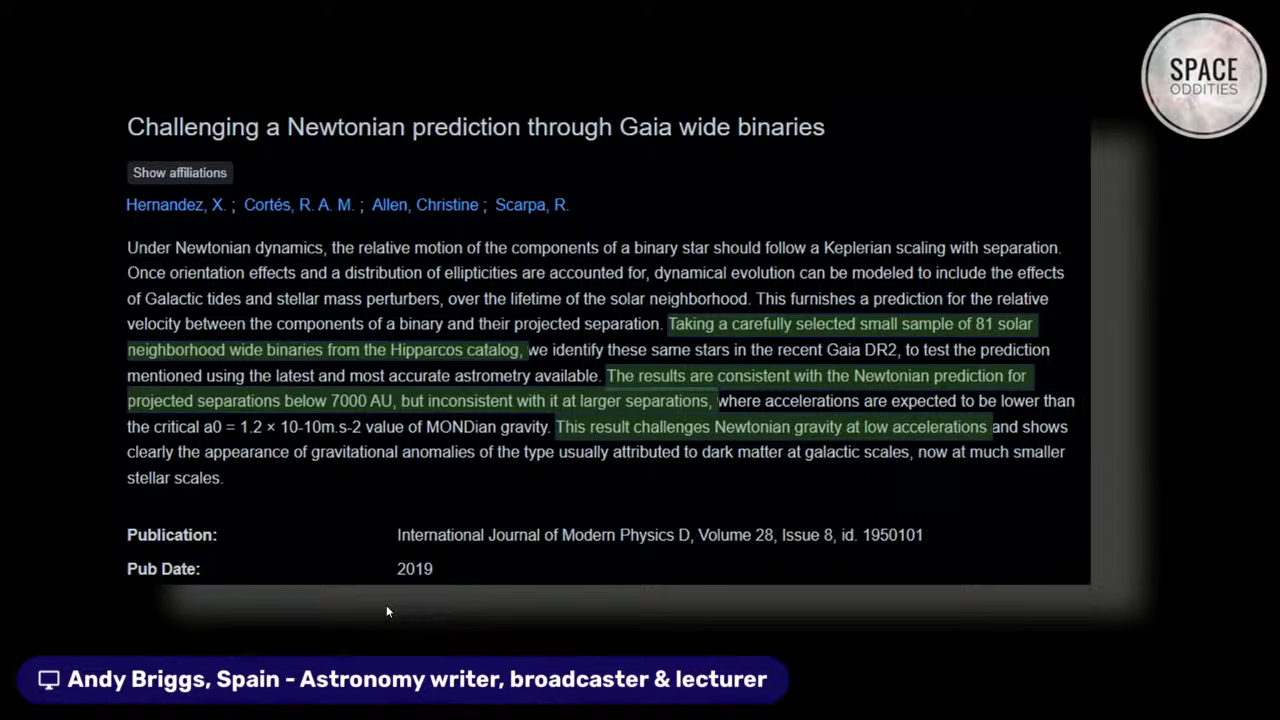 SPACE
ODDITIES
Challenging a Newtonian prediction through Gaia wide binaries
Show affiliations
Hernandez, X. ; Cortés, R. A. M. ; Allen, Christine ; Scarpa, R.
Under Newtonian dynamics, the relative motion of the components of a binary star should follow a Keplerian scaling with separation.
Once orientation effects and a distribution of ellipticities are accounted for, dynamical evolution can be modeled to include the effects
of Galactic tides and stellar mass perturbers, over the lifetime of the solar neighborhood. This furnishes a prediction for the relative
velocity between the components of a binary and their projected separation. Taking a carefully selected small sample of 81 solar
neighborhood wide binaries from the Hipparcos catalog, we identify these same stars in the recent Gaia DR2, to test the prediction
mentioned using the latest and most accurate astrometry available. The results are consistent with the Newtonian prediction for
projected separations below 7000 AU, but inconsistent with it at larger separations, where accelerations are expected to be lower than
the critical a0 = 1.2 × 10-10m.s-2 value of MONDian gravity. This result challenges Newtonian gravity at low accelerations and shows
clearly the appearance of gravitational anomalies of the type usually attributed to dark matter at galactic scales, now at much smaller
stellar scales.
Publication: International Journal of Modern Physics D, Volume 28, Issue 8, id. 1950101
Pub Date: 2019
Andy Briggs, Spain - Astronomy writer, broadcaster & lecturer